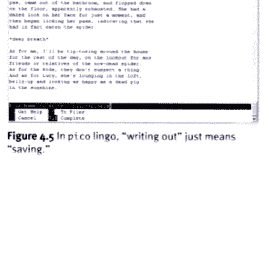 paw, came out of the bathroom, and flopped down
on the floor, apparently exhausted. She had a
dazed look on her face for just a moment, and
then began licking her paws, indicating that she
had in fact eaten the spider.
*deep breath*
As for me, I'll be tip-toeing around the house
for the rest of the day, on the lookout for any
friends or relatives of the now-dead spider.
As for the kids, they don't suspect a thing.
And as for Lucy, she's lounging in the loft,
belly-up and looking as happy as a dead pig
in the sunshine.
Get Help To Files
Cancel Complete
Figure 4.5 In pico lingo, "writing out" just means
"saving."